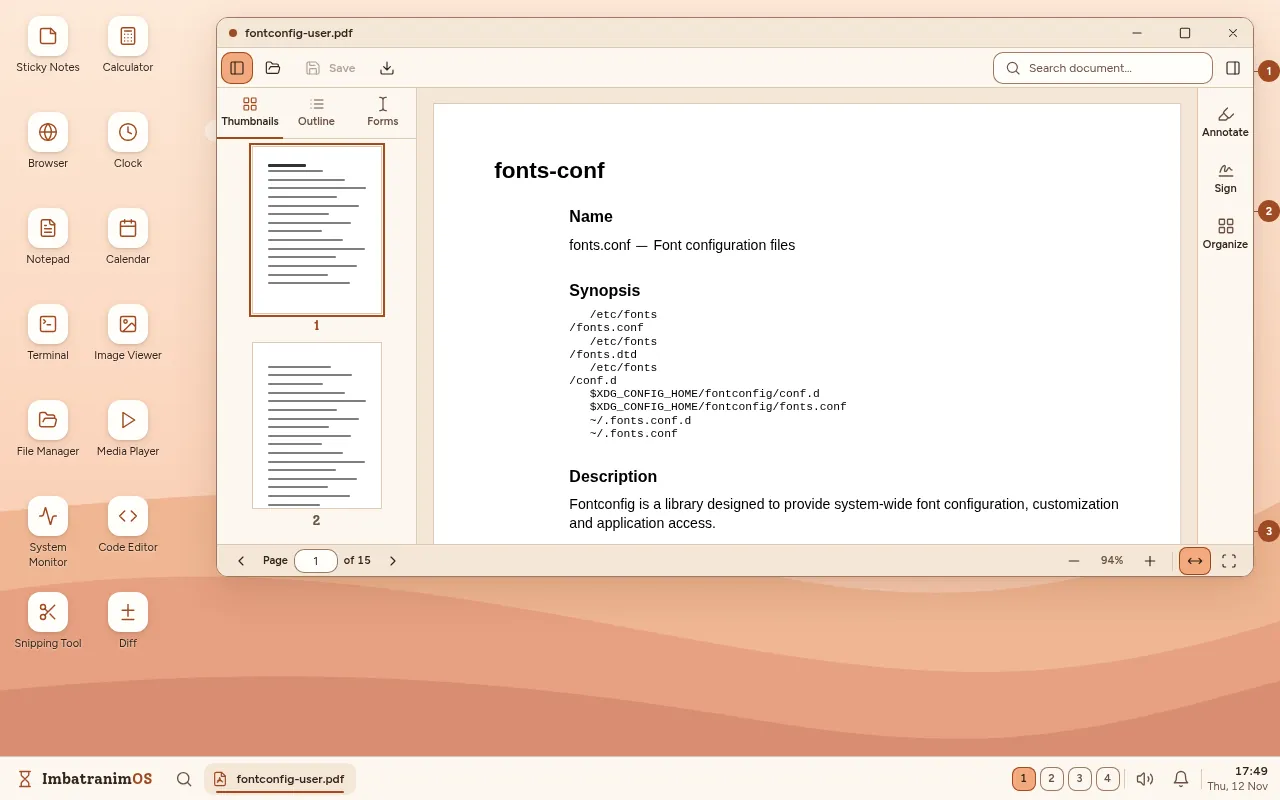 Sticky Notes
Calculator
Browser
Clock
Notepad
Calendar
Terminal
Image Viewer
File Manager
Media Player
System Monitor
Code Editor
Snipping Tool
Diff
fontconfig-user.pdf
Save
Search document...
Thumbnails
Outline
Forms
1
2
fonts-conf
Name
fonts.conf — Font configuration files
Synopsis
/etc/fonts
/fonts.conf
/etc/fonts
/fonts.dtd
/etc/fonts
/conf.d
$XDG_CONFIG_HOME/fontconfig/conf.d
$XDG_CONFIG_HOME/fontconfig/fonts.conf
~/.fonts.conf.d
~/.fonts.conf
Description
Fontconfig is a library designed to provide system-wide font configuration, customization
and application access.
Annotate
Sign
Organize
1
2
3
Page 1 of 15
94%
ImbatranimOS
fontconfig-user.pdf
1 2 3 4
17:49
Thu, 12 Nov